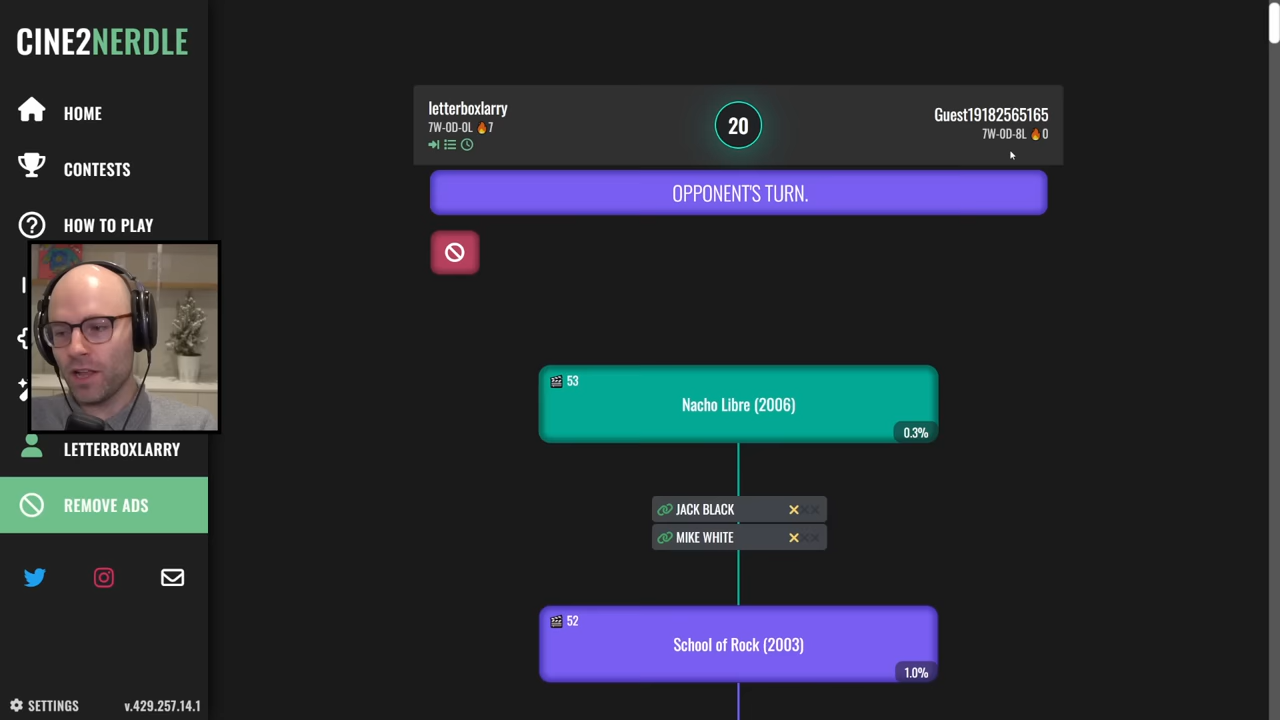 CINE2NERDLE
HOME
CONTESTS
HOW TO PLAY
LETTERBOXLARRY
REMOVE ADS
SETTINGS
v.429.257.14.1
letterboxlarry
7W-0D-0L 🔥7
20
Guest19182565165
7W-0D-8L 🔥0
OPPONENT'S TURN.
53
Nacho Libre (2006)
0.3%
JACK BLACK
MIKE WHITE
52
School of Rock (2003)
1.0%